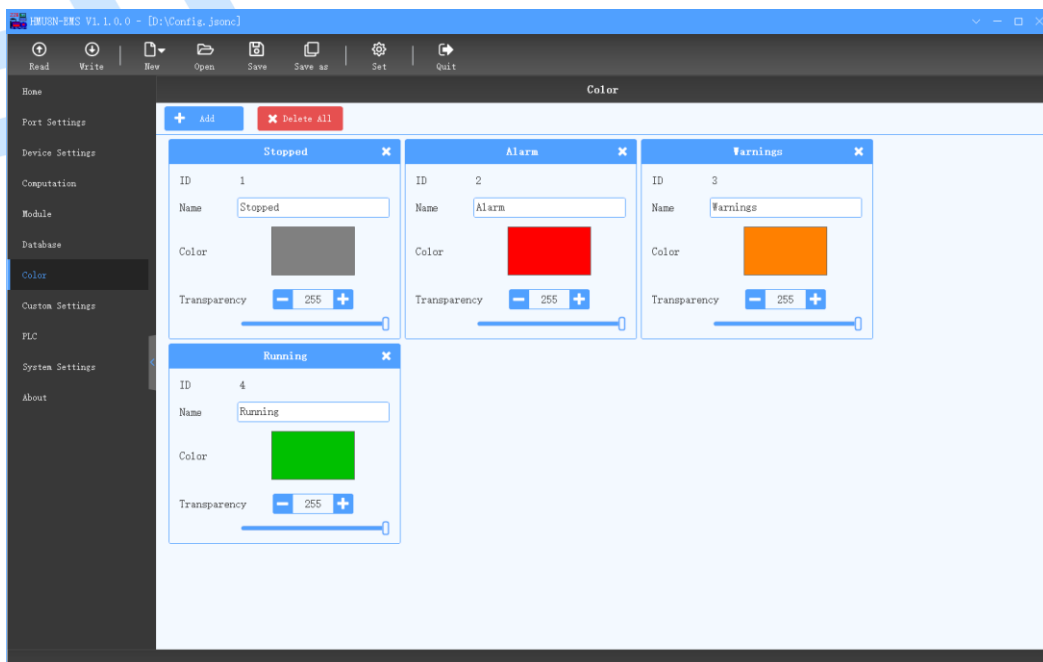 HMU8N-EMS V1.1.0.0 - [D:\Config.jsonc]
Read Write New Open Save Save as Set Quit
Home
Port Settings
Device Settings
Computation
Module
Database
Color
Custom Settings
PLC
System Settings
About
Color
Add Delete All
Stopped
ID 1
Name Stopped
Color
Transparency 255
Alarm
ID 2
Name Alarm
Color
Transparency 255
Warnings
ID 3
Name Warnings
Color
Transparency 255
Running
ID 4
Name Running
Color
Transparency 255